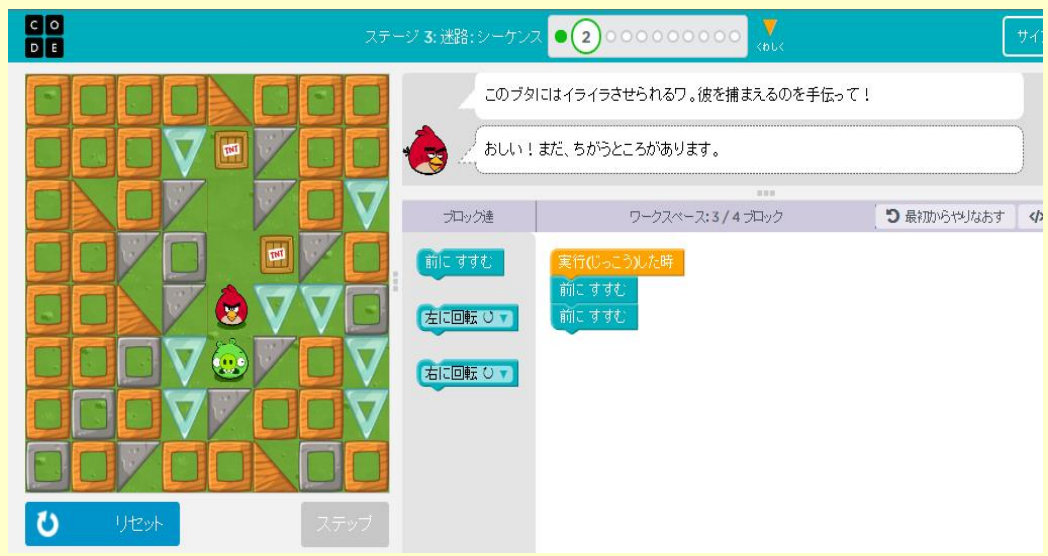 C O
D E
ステージ 3: 迷路: シーケンス
2
くわしく
サイ
このブタにはイライラさせられるワ。彼を捕まえるのを手伝って！
おしい！まだ、ちがうところがあります。
ブロック達
ワークスペース: 3 / 4 ブロック
最初からやりなおす
</>
前に すすむ
左に回転 ↺ ▼
右に回転 ↻ ▼
実行(じっこう)した時
前に すすむ
前に すすむ
TNT
TNT
リセット
ステップ